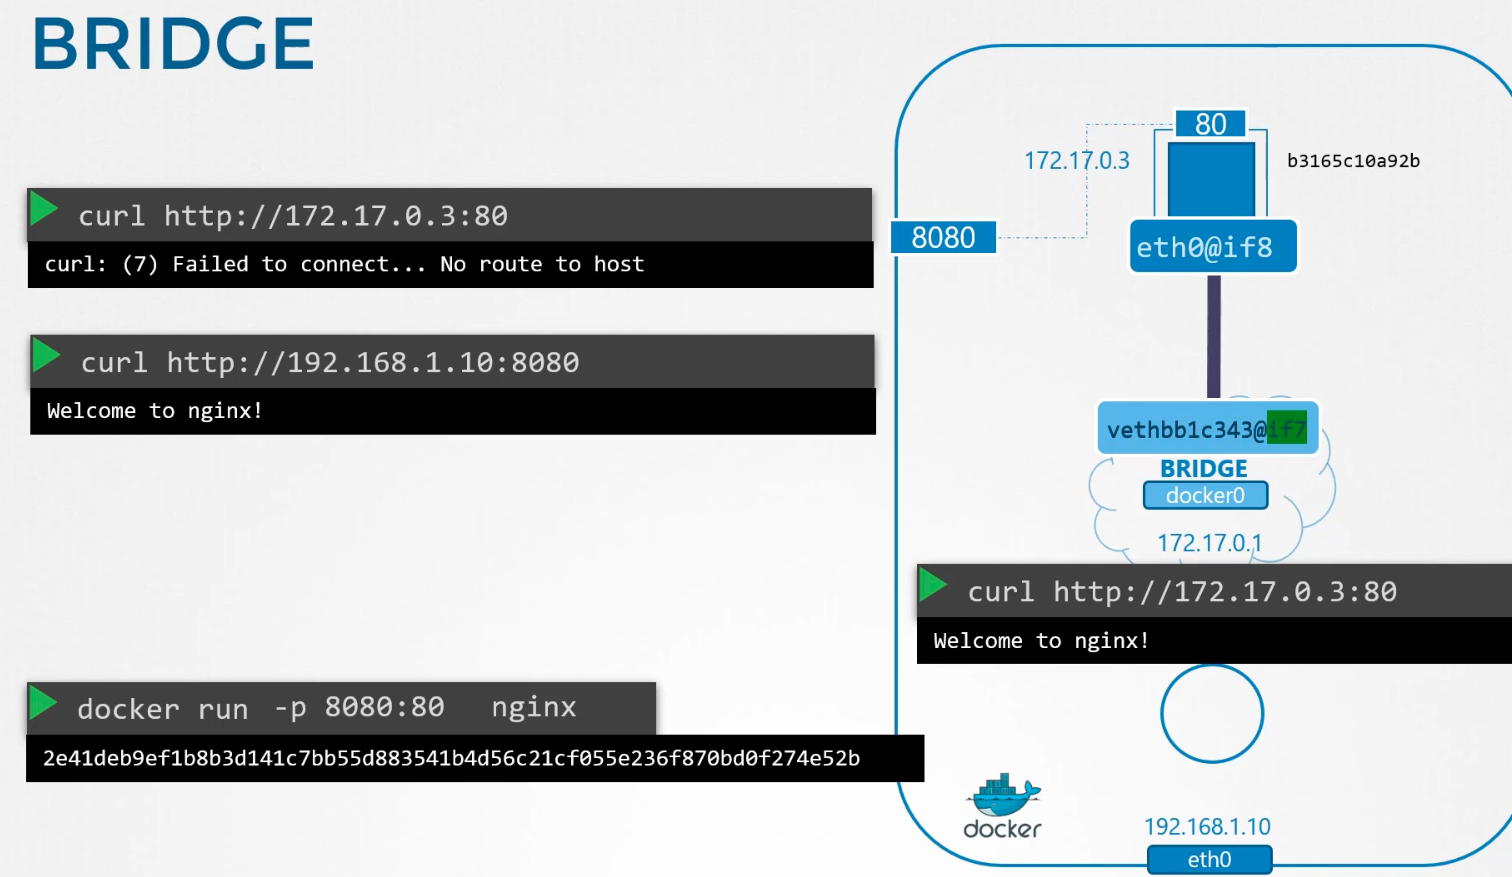 BRIDGE
curl http://172.17.0.3:80
curl: (7) Failed to connect... No route to host
curl http://192.168.1.10:8080
Welcome to nginx!
docker run -p 8080:80 nginx
2e41deb9ef1b8b3d141c7bb55d883541b4d56c21cf055e236f870bd0f274e52b
80
172.17.0.3
b3165c10a92b
8080
eth0@if8
vethbb1c343@if7
BRIDGE
docker0
172.17.0.1
curl http://172.17.0.3:80
Welcome to nginx!
docker
192.168.1.10
eth0